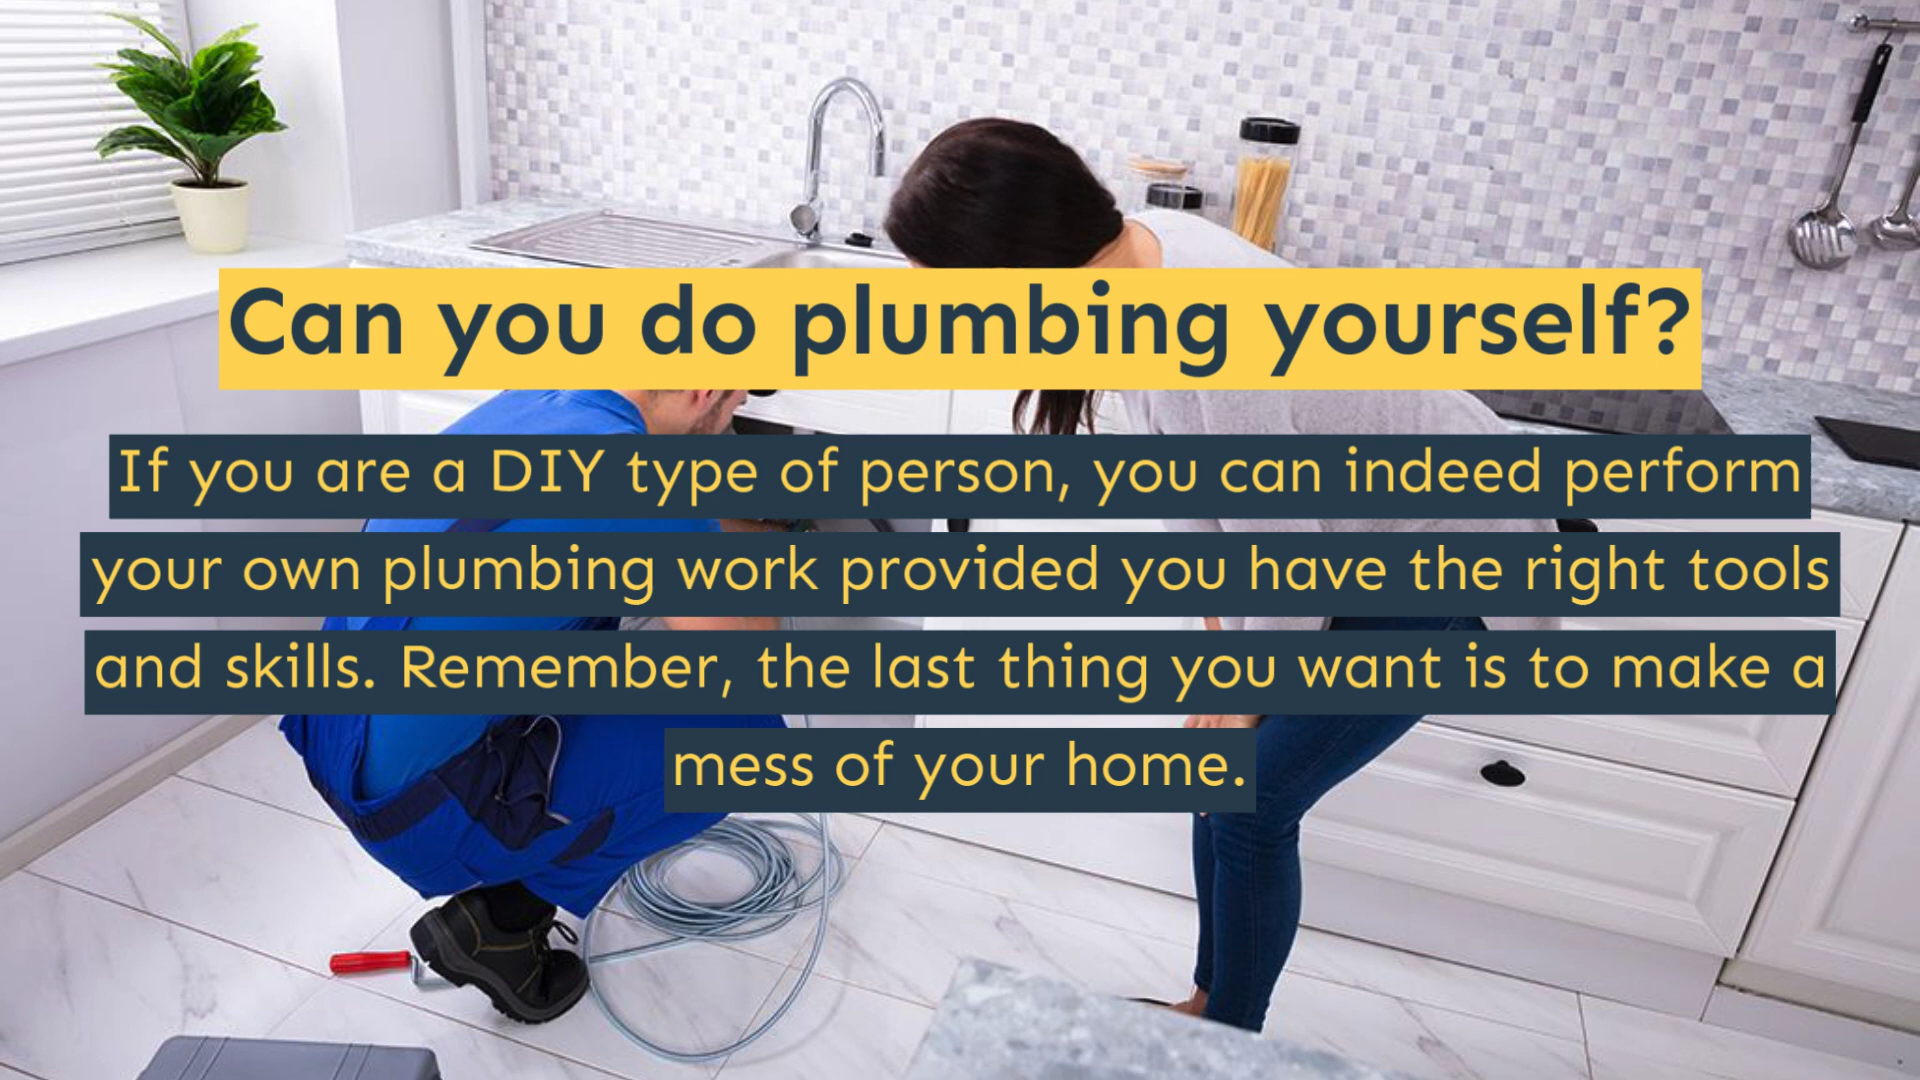 Can you do plumbing yourself?
If you are a DIY type of person, you can indeed perform
your own plumbing work provided you have the right tools
and skills. Remember, the last thing you want is to make a
mess of your home.